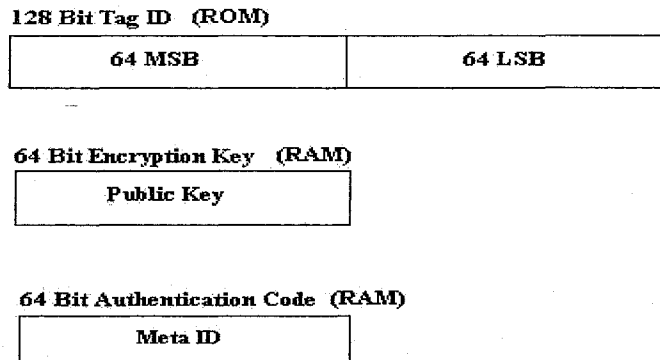 128 Bit Tag ID (ROM)
64 MSB 64 LSB
64 Bit Encryption Key (RAM)
Public Key
64 Bit Authentication Code (RAM)
Meta ID